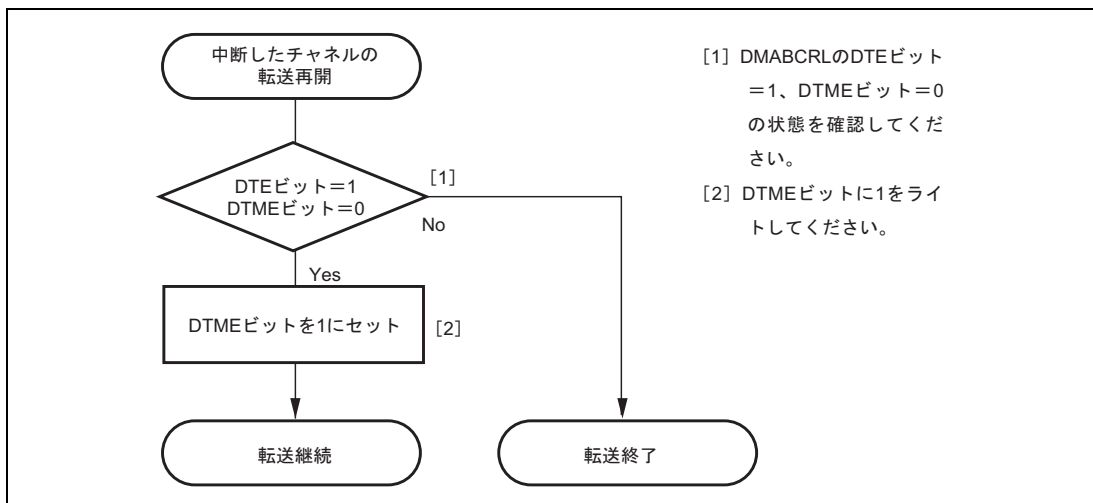 中断したチャネルの
転送再開
DTEビット＝1
DTMEビット＝0
[1]
No
Yes
DTMEビットを1にセット
[2]
転送継続
転送終了
[1] DMABCRLのDTEビット
＝1、DTMEビット＝0
の状態を確認してくだ
さい。
[2] DTMEビットに1をライ
トしてください。